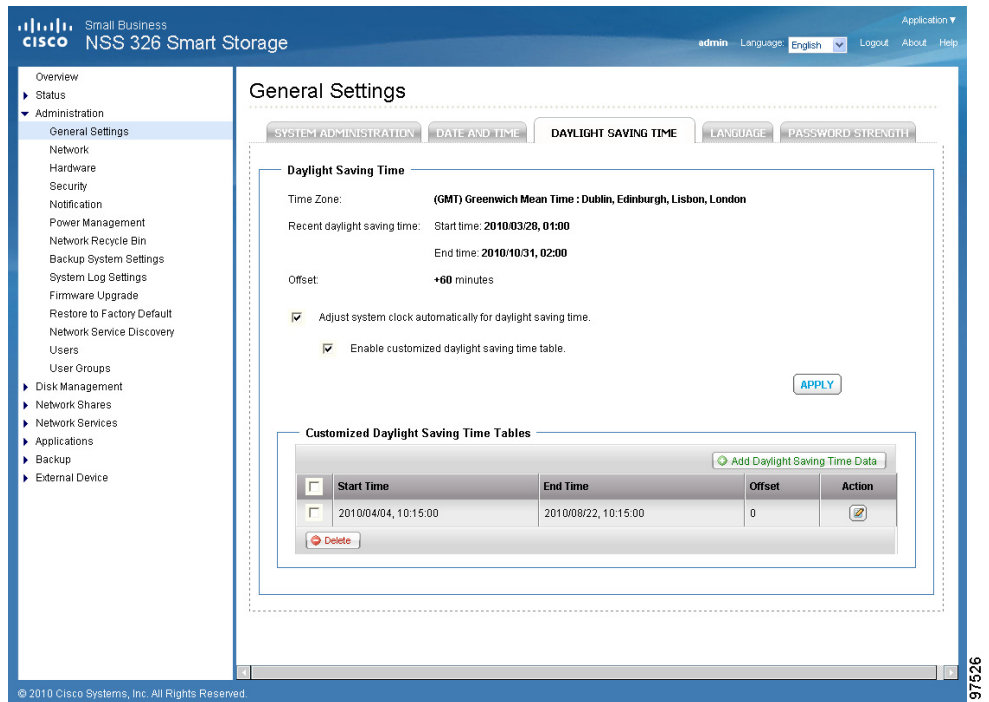 Small Business
cisco NSS 326 Smart Storage
Application ▼
admin Language: English Logout About Help
Overview
Status
Administration
General Settings
Network
Hardware
Security
Notification
Power Management
Network Recycle Bin
Backup System Settings
System Log Settings
Firmware Upgrade
Restore to Factory Default
Network Service Discovery
Users
User Groups
Disk Management
Network Shares
Network Services
Applications
Backup
External Device
General Settings
SYSTEM ADMINISTRATION DATE AND TIME DAYLIGHT SAVING TIME LANGUAGE PASSWORD STRENGTH
Daylight Saving Time
Time Zone: (GMT) Greenwich Mean Time : Dublin, Edinburgh, Lisbon, London
Recent daylight saving time: Start time: 2010/03/28, 01:00
End time: 2010/10/31, 02:00
Offset: +60 minutes
Adjust system clock automatically for daylight saving time.
Enable customized daylight saving time table.
APPLY
Customized Daylight Saving Time Tables
Add Daylight Saving Time Data
Start Time End Time Offset Action
2010/04/04, 10:15:00 2010/08/22, 10:15:00 0
Delete
© 2010 Cisco Systems, Inc. All Rights Reserved.
97526